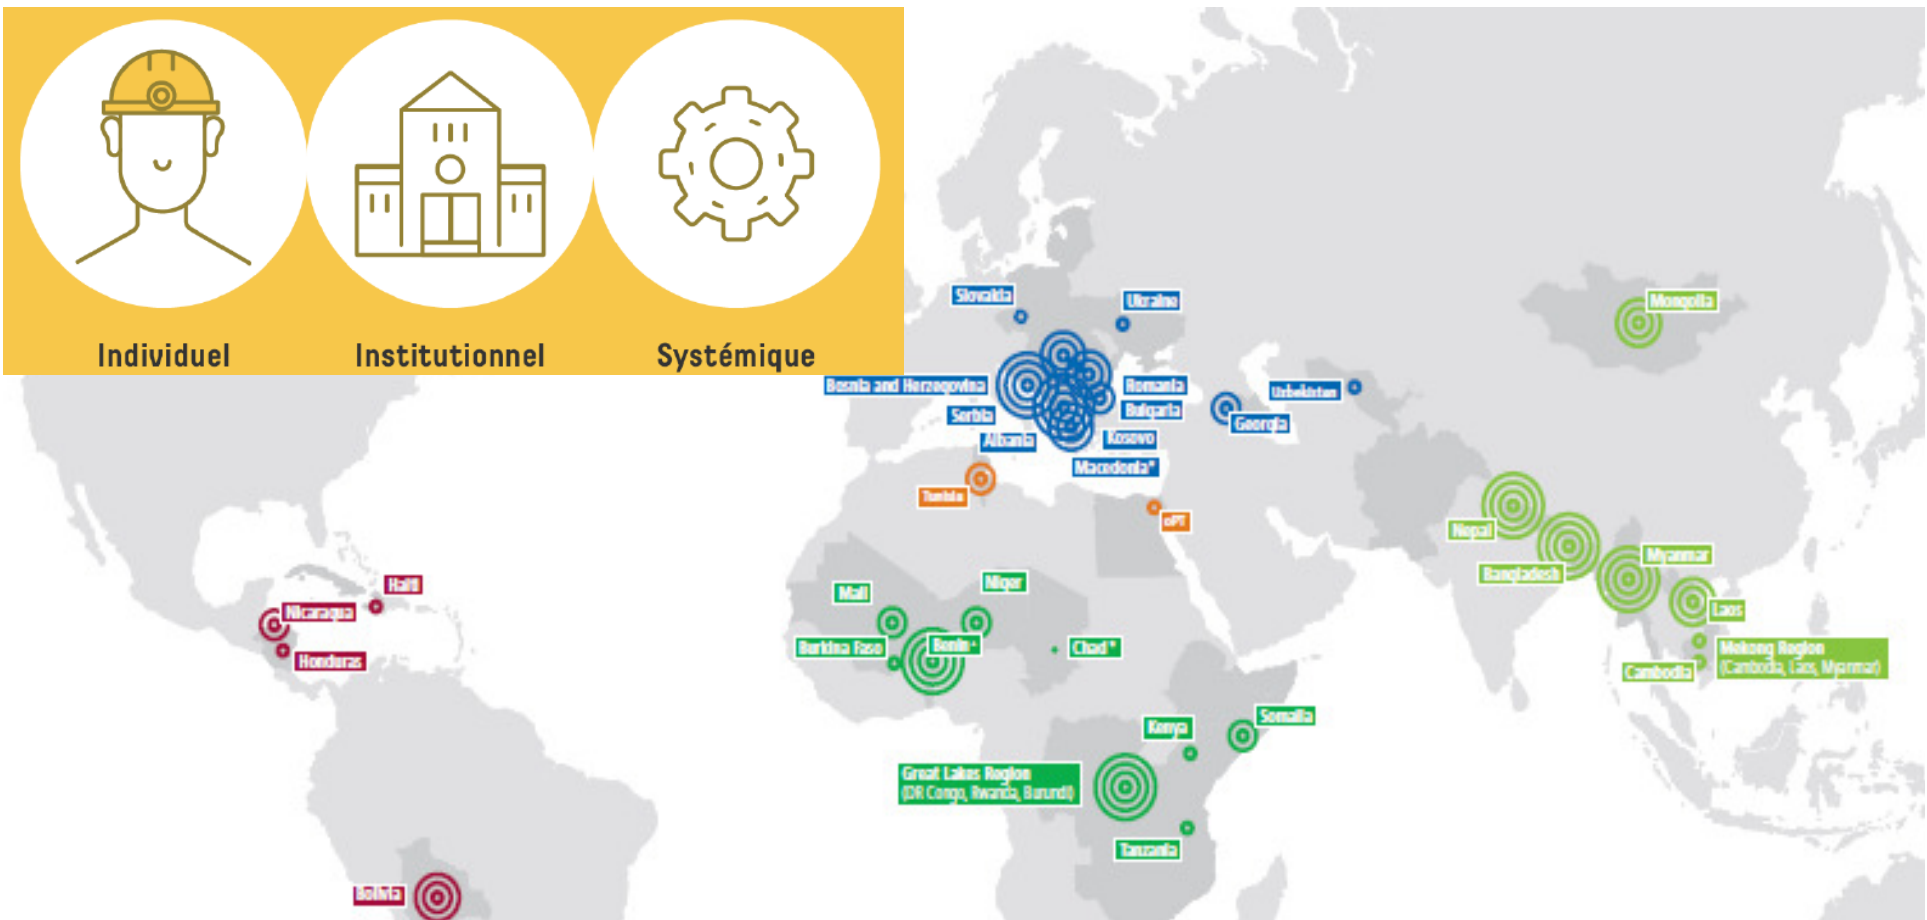 Individuel
Institutionnel
Systémique
Slovakia
Ukraine
Mongolia
Bosnia and Herzegovina
Romania
Uzbekistan
Serbia
Bulgaria
Georgia
Albania
Kosovo
Macedonia*
Tunisia
oPT
Nepal
Myanmar
Bangladesh
Haiti
Niger
Mali
Nicaragua
Laos
Burkina Faso
Benin*
Chad*
Mekong Region
(Cambodia, Laos, Myanmar)
Honduras
Cambodia
Somalia
Kenya
Great Lakes Region
(DR Congo, Rwanda, Burundi)
Tanzania
Bolivia